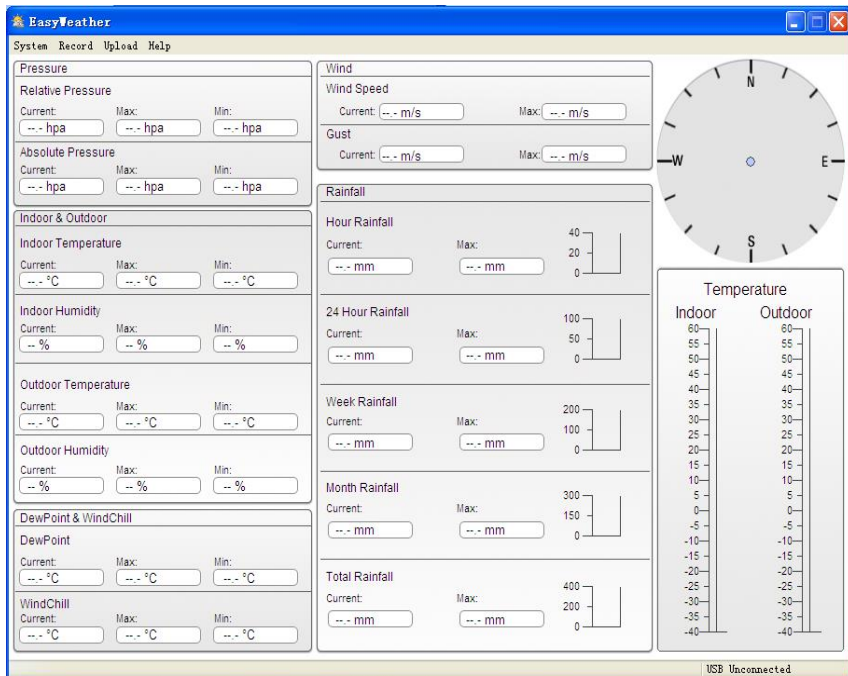 EasyWeather
System Record Upload Help
Pressure
Relative Pressure
Current: Max: Min:
--.- hpa --.- hpa --.- hpa
Absolute Pressure
Current: Max: Min:
--.- hpa --.- hpa --.- hpa
Indoor & Outdoor
Indoor Temperature
Current: Max: Min:
--.- °C --.- °C --.- °C
Indoor Humidity
Current: Max: Min:
-- % -- % -- %
Outdoor Temperature
Current: Max: Min:
--.- °C --.- °C --.- °C
Outdoor Humidity
Current: Max: Min:
-- % -- % -- %
DewPoint & WindChill
DewPoint
Current: Max: Min:
--.- °C --.- °C --.- °C
WindChill
Current: Max: Min:
--.- °C --.- °C --.- °C
Wind
Wind Speed
Current: --.- m/s Max: --.- m/s
Gust
Current: --.- m/s Max: --.- m/s
Rainfall
Hour Rainfall
Current: Max:
--.- mm --.- mm
40
20
0
24 Hour Rainfall
Current: Max:
--.- mm --.- mm
100
50
0
Week Rainfall
Current: Max:
--.- mm --.- mm
200
100
0
Month Rainfall
Current: Max:
--.- mm --.- mm
300
150
0
Total Rainfall
Current: Max:
--.- mm --.- mm
400
200
0
N
W E
S
Temperature
Indoor Outdoor
60 60
55 55
50 50
45 45
40 40
35 35
30 30
25 25
20 20
15 15
10 10
5 5
0 0
-5 -5
-10 -10
-15 -15
-20 -20
-25 -25
-30 -30
-35 -35
-40 -40
USB Unconnected